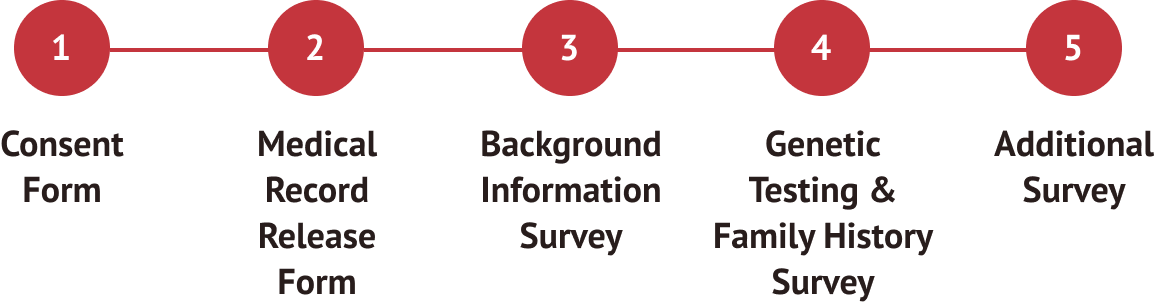 1
2
3
4
5
Consent
Form
Medical
Record
Release
Form
Background
Information
Survey
Genetic
Testing &
Family History
Survey
Additional
Survey